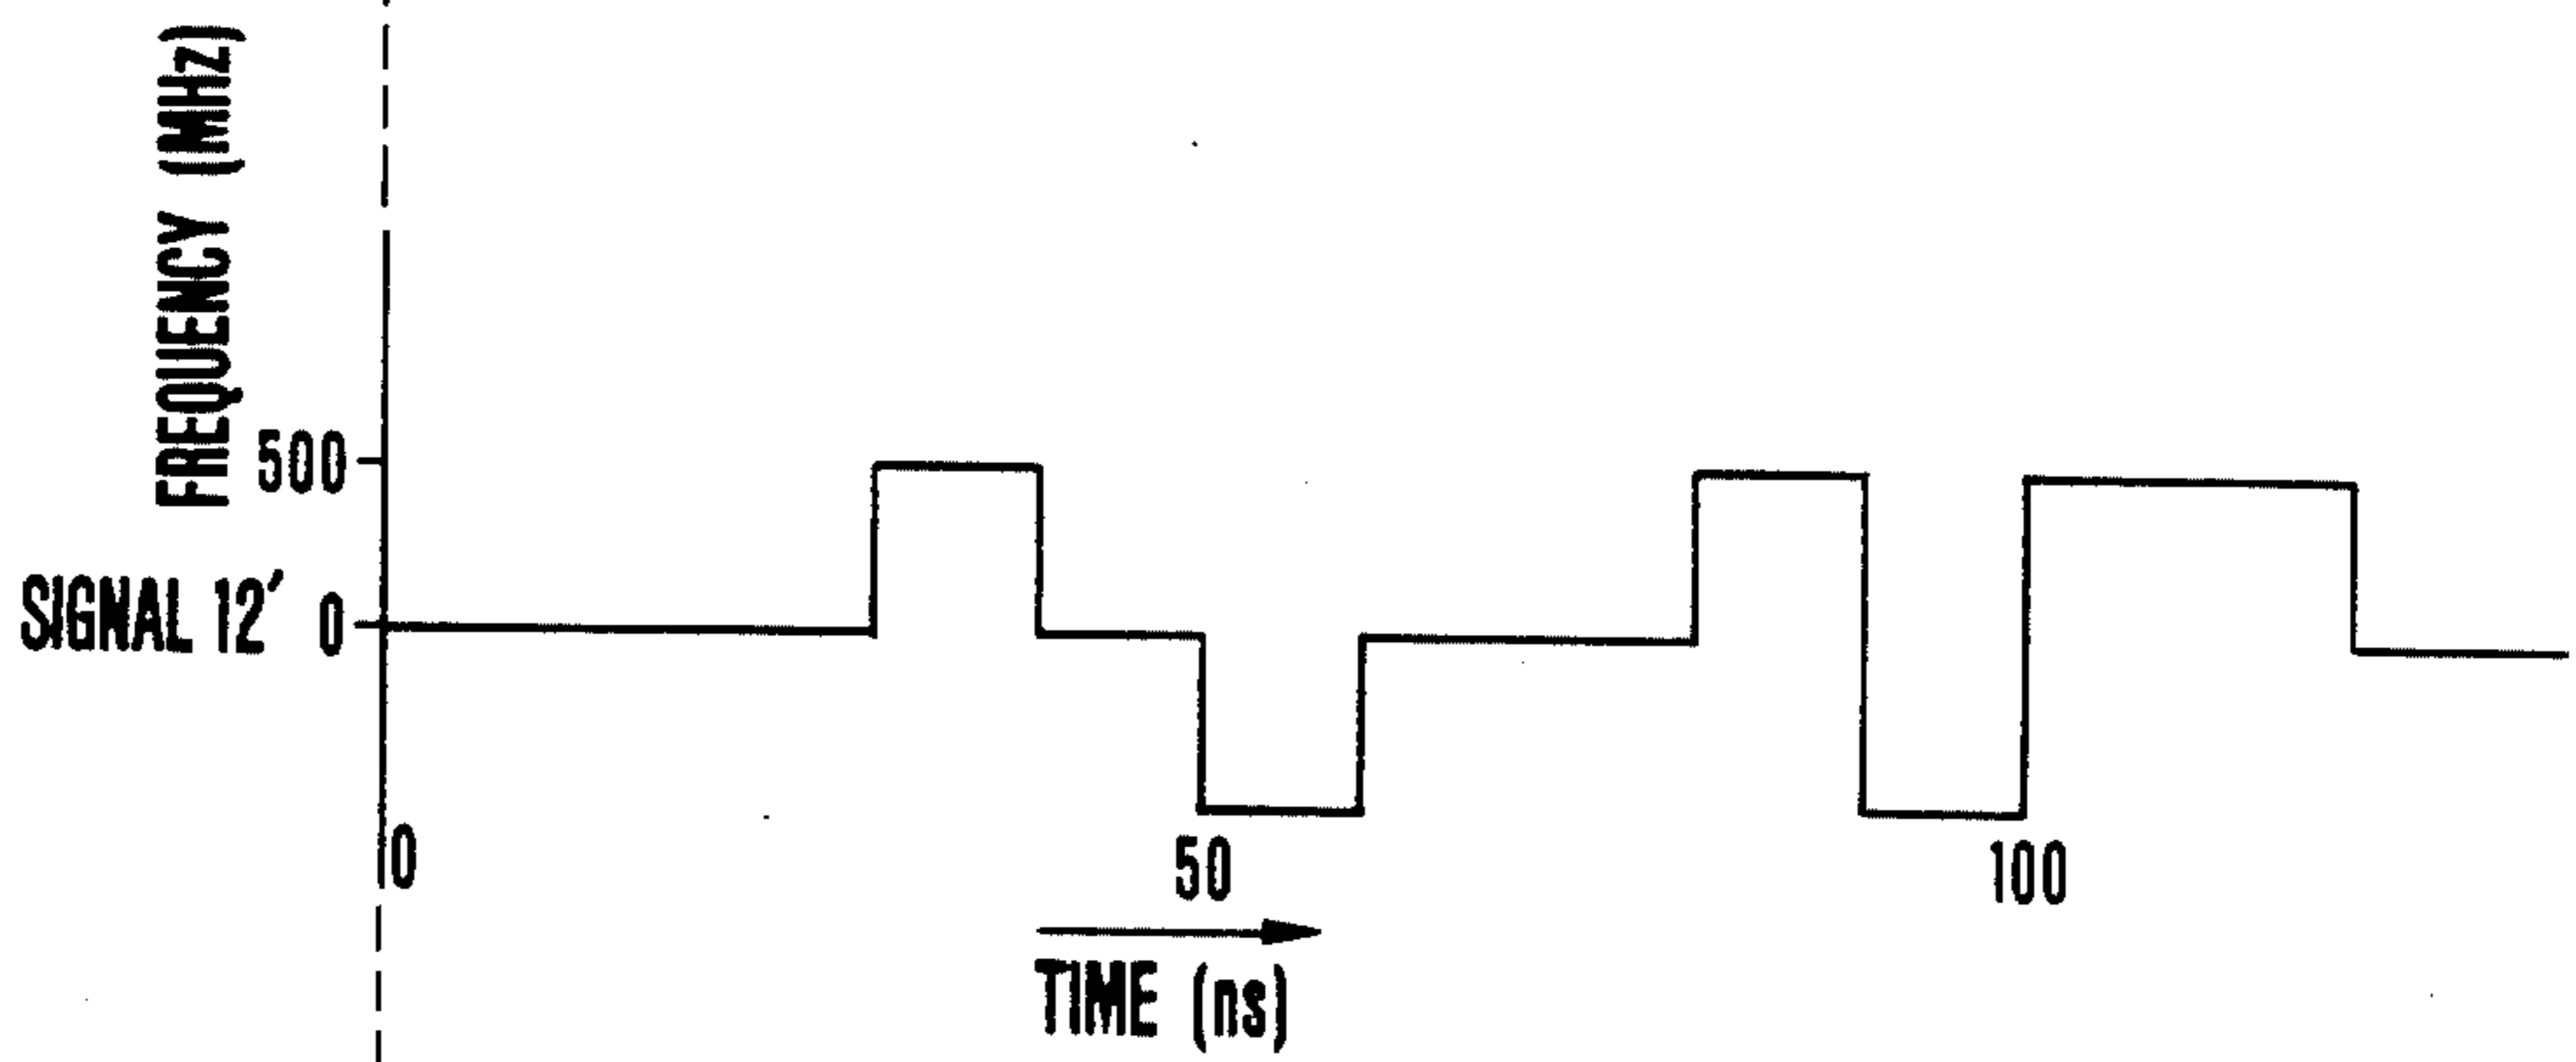 FREQUENCY (MHz)
500
SIGNAL 12′ 0
0 50 100
TIME (ns)